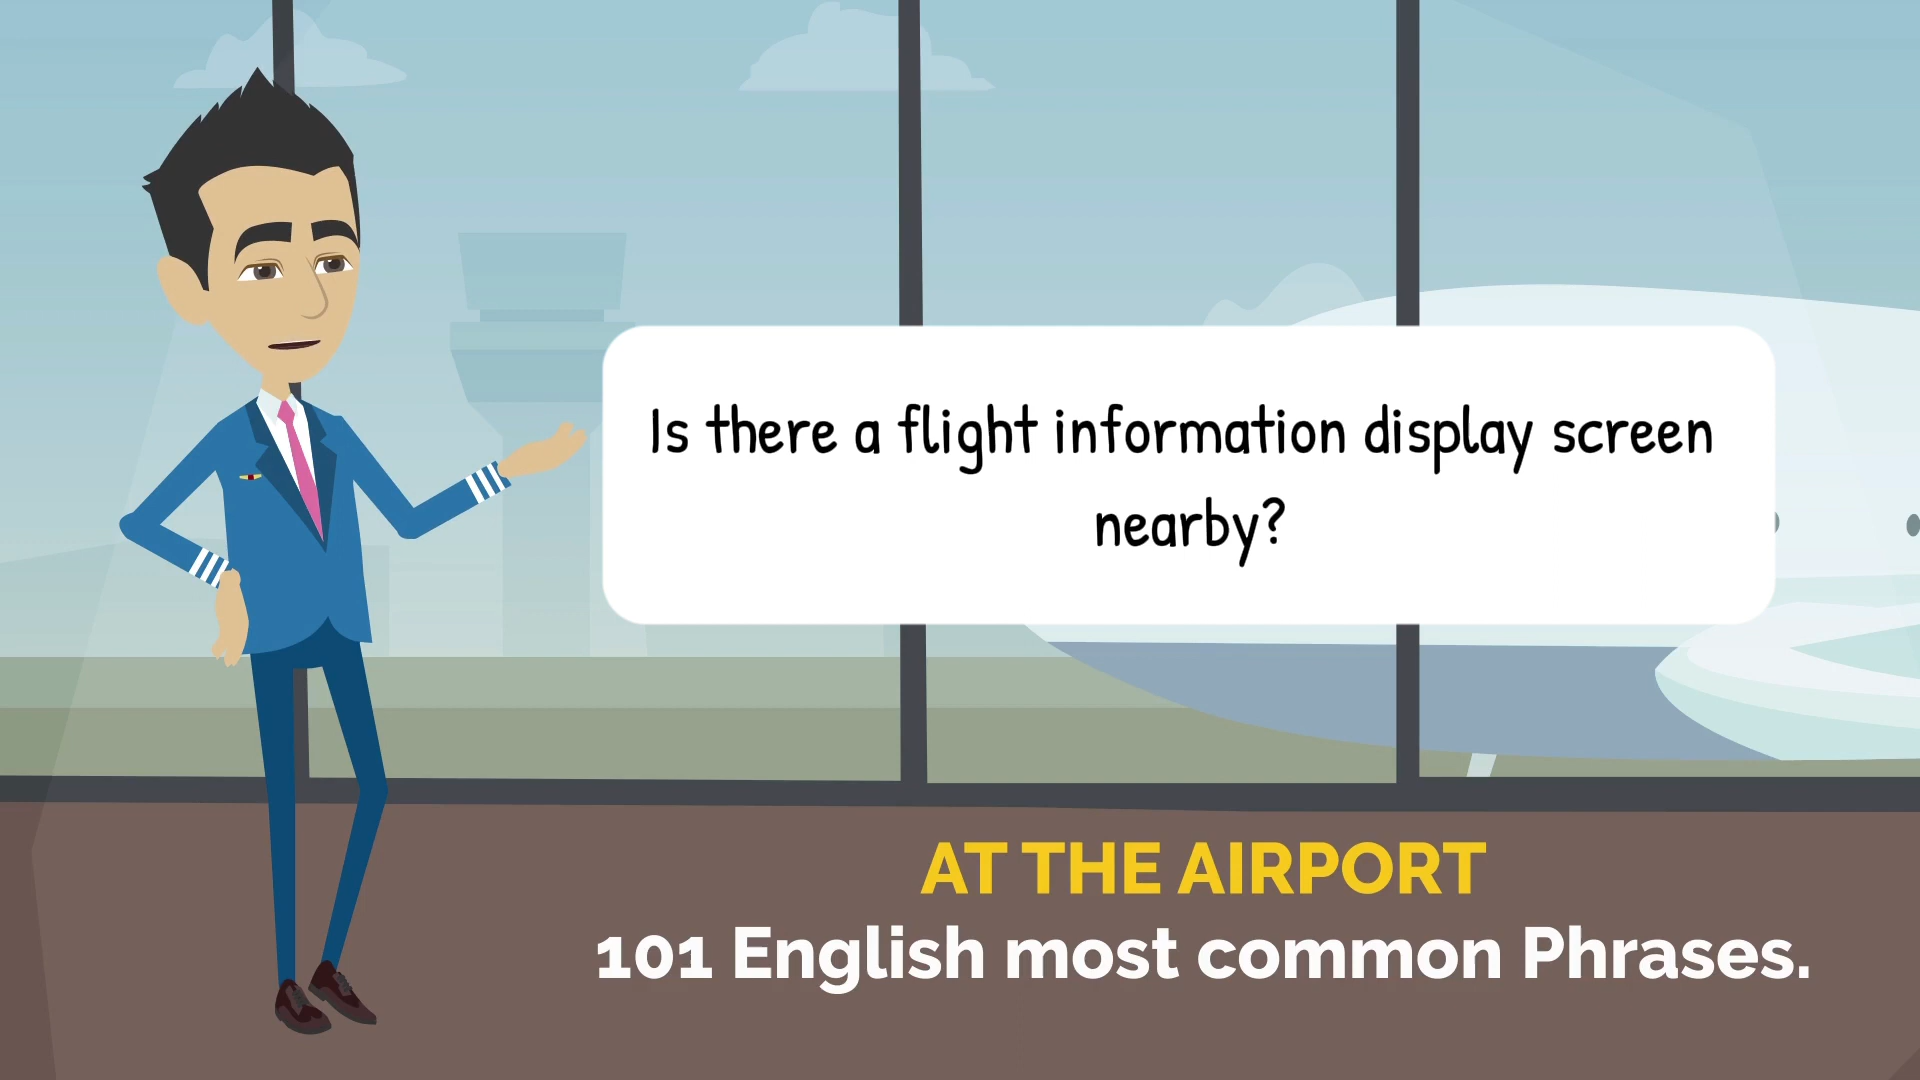 Is there a flight information display screen
nearby?
AT THE AIRPORT
101 English most common Phrases.